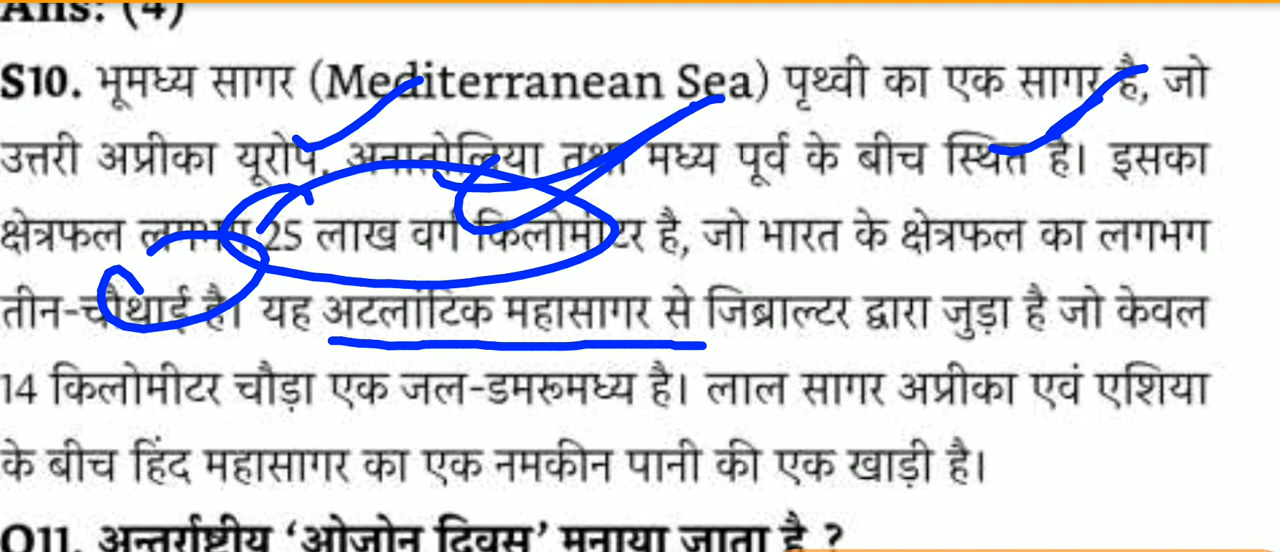 Ans: (4)
S10. भूमध्य सागर (Mediterranean Sea) पृथ्वी का एक सागर है, जो
उत्तरी अफ्रीका यूरोप, अनातोलिया तथा मध्य पूर्व के बीच स्थित है। इसका
क्षेत्रफल लगभग 25 लाख वर्ग किलोमीटर है, जो भारत के क्षेत्रफल का लगभग
तीन-चौथाई है। यह अटलांटिक महासागर से जिब्राल्टर द्वारा जुड़ा है जो केवल
14 किलोमीटर चौड़ा एक जल-डमरूमध्य है। लाल सागर अफ्रीका एवं एशिया
के बीच हिंद महासागर का एक नमकीन पानी की एक खाड़ी है।
Q11. अन्तर्राष्ट्रीय ‘ओजोन दिवस’ मनाया जाता है ?